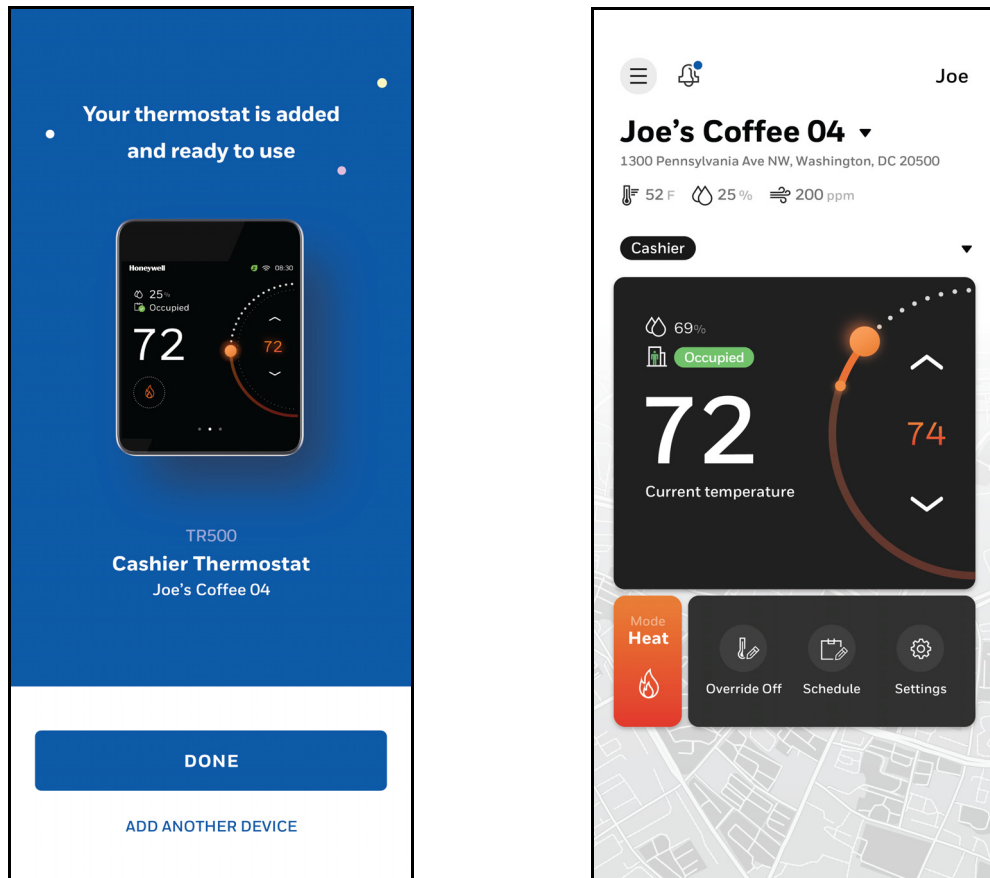 Your thermostat is added
and ready to use
Honeywell
08:30
25%
Occupied
72
72
TR500
Cashier Thermostat
Joe's Coffee 04
DONE
ADD ANOTHER DEVICE
Joe
Joe's Coffee 04
1300 Pennsylvania Ave NW, Washington, DC 20500
52 F 25 % 200 ppm
Cashier
69%
Occupied
72
74
Current temperature
Mode
Heat
Override Off Schedule Settings